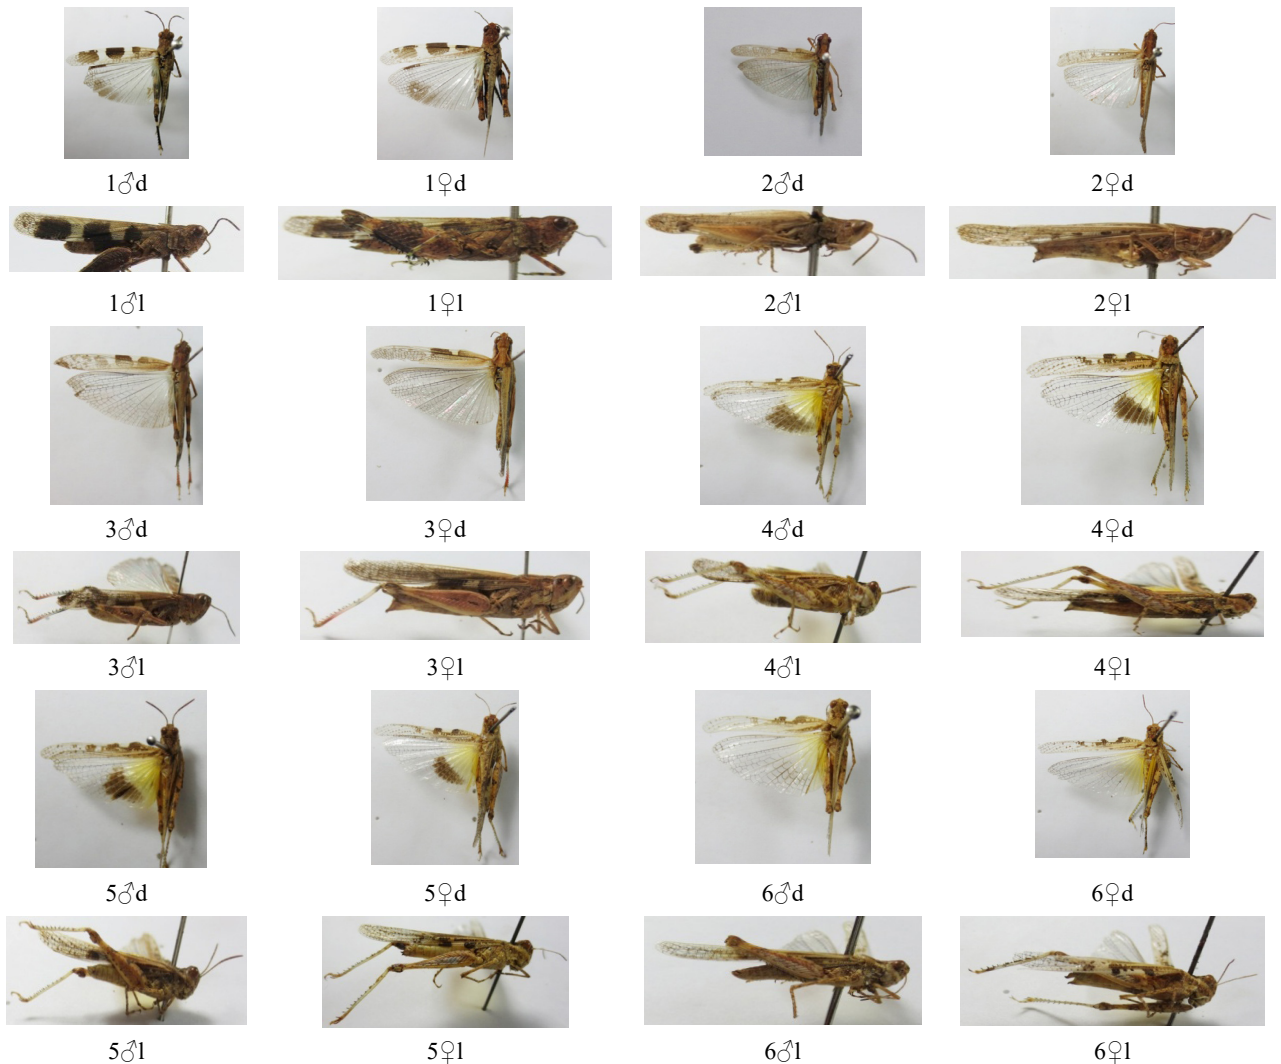 1♂d 1♀d 2♂d 2♀d
1♂l 1♀l 2♂l 2♀l
3♂d 3♀d 4♂d 4♀d
3♂l 3♀l 4♂l 4♀l
5♂d 5♀d 6♂d 6♀d
5♂l 5♀l 6♂l 6♀l